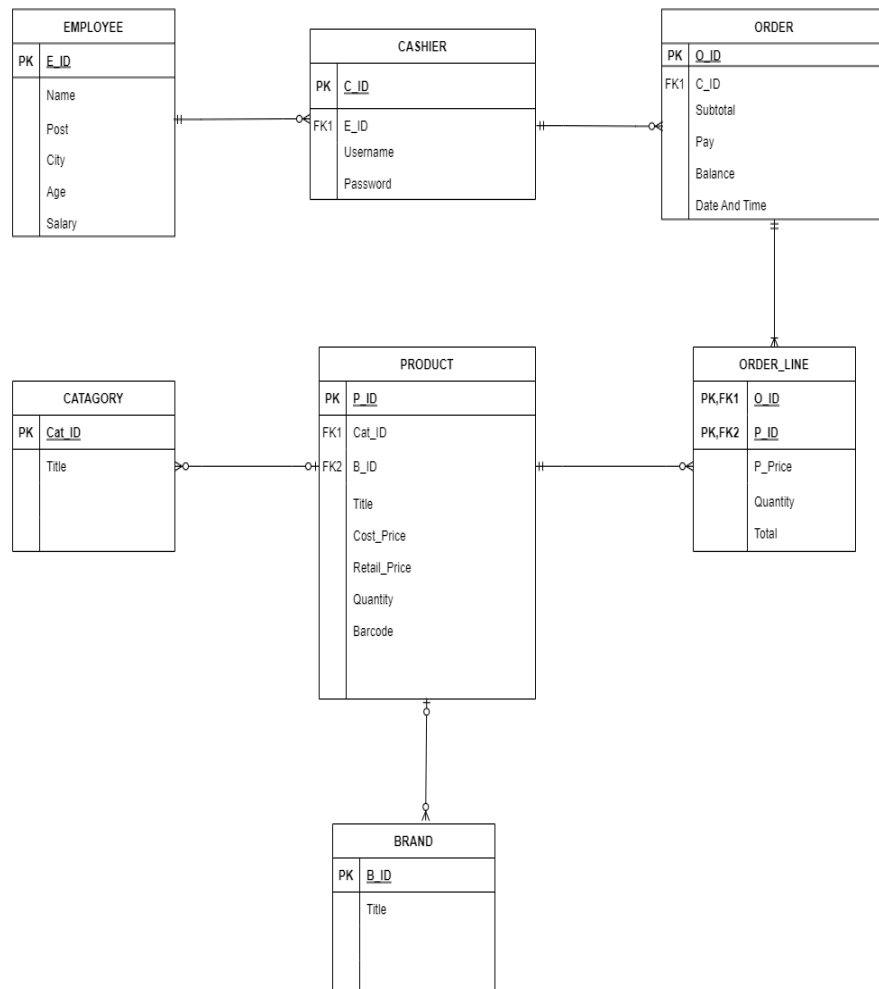 EMPLOYEE
PK E_ID
Name
Post
City
Age
Salary
CASHIER
PK C_ID
FK1 E_ID
Username
Password
ORDER
PK O_ID
FK1 C_ID
Subtotal
Pay
Balance
Date And Time
CATAGORY
PK Cat_ID
Title
PRODUCT
PK P_ID
FK1 Cat_ID
FK2 B_ID
Title
Cost_Price
Retail_Price
Quantity
Barcode
ORDER_LINE
PK,FK1 O_ID
PK,FK2 P_ID
P_Price
Quantity
Total
BRAND
PK B_ID
Title